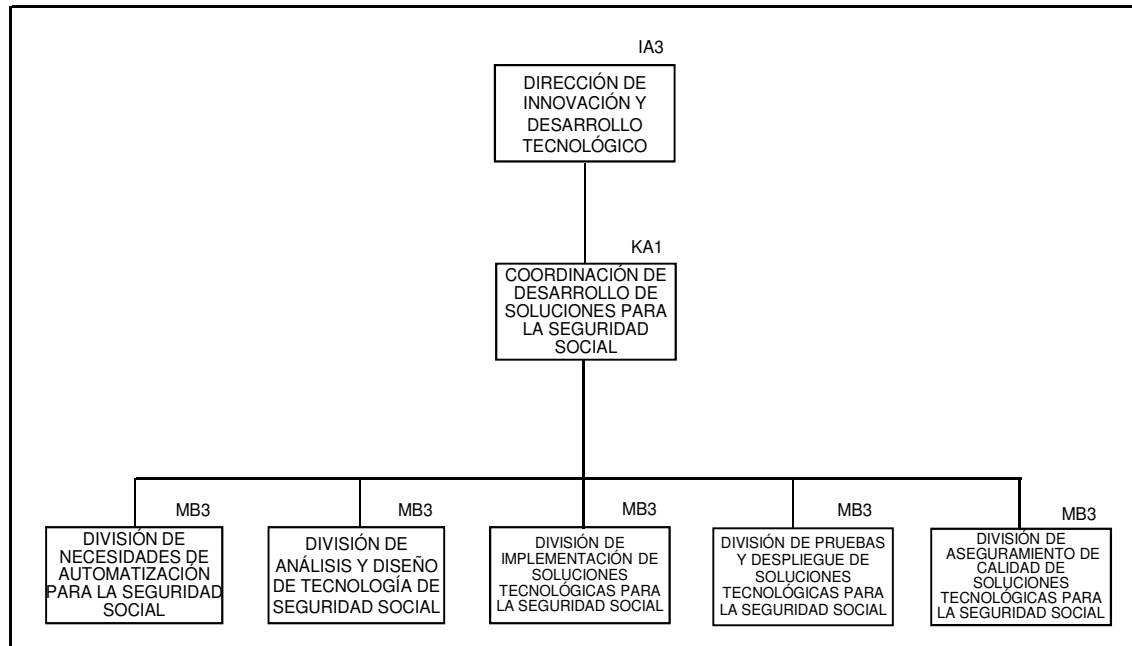 IA3
DIRECCIÓN DE
INNOVACIÓN Y
DESARROLLO
TECNOLÓGICO
KA1
COORDINACIÓN DE
DESARROLLO DE
SOLUCIONES PARA
LA SEGURIDAD
SOCIAL
MB3
DIVISIÓN DE
NECESIDADES DE
AUTOMATIZACIÓN
PARA LA SEGURIDAD
SOCIAL
MB3
DIVISIÓN DE
ANÁLISIS Y DISEÑO
DE TECNOLOGÍA DE
SEGURIDAD SOCIAL
MB3
DIVISIÓN DE
IMPLEMENTACIÓN DE
SOLUCIONES
TECNOLÓGICAS PARA
LA SEGURIDAD SOCIAL
MB3
DIVISIÓN DE PRUEBAS
Y DESPLIEGUE DE
SOLUCIONES
TECNOLÓGICAS PARA
LA SEGURIDAD SOCIAL
MB3
DIVISIÓN DE
ASEGURAMIENTO DE
CALIDAD DE
SOLUCIONES
TECNOLÓGICAS PARA
LA SEGURIDAD SOCIAL